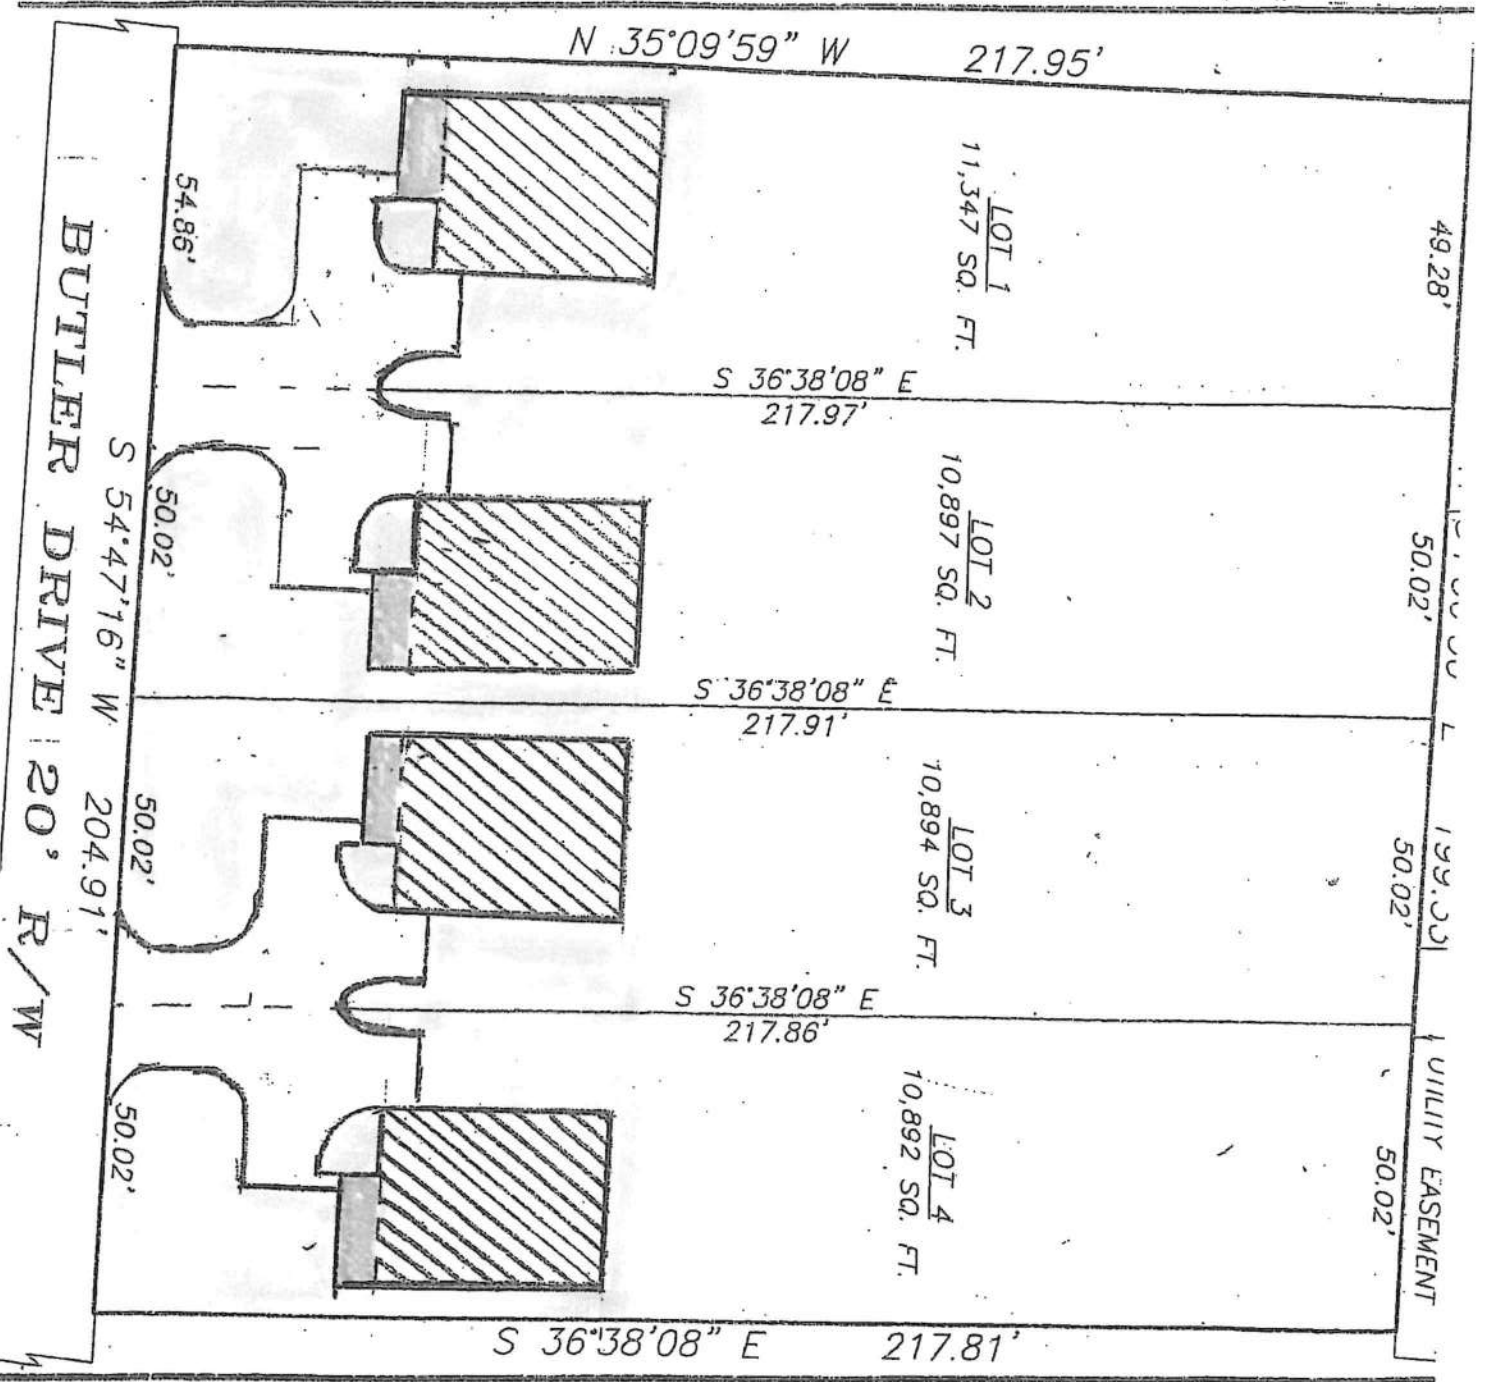 N 35°09'59" W 217.95'
54.86'
LOT 1
11,347 SQ. FT.
49.28'
S 36°38'08" E
217.97'
50.02'
LOT 2
10,897 SQ. FT.
50.02'
S 36°38'08" E
217.91'
50.02'
LOT 3
10,894 SQ. FT.
50.02'
S 36°38'08" E
217.86'
50.02'
LOT 4
10,892 SQ. FT.
50.02'
UTILITY EASEMENT
S 36°38'08" E 217.81'
S 54°47'16" W 204.91'
BUTLER DRIVE 20' R/W